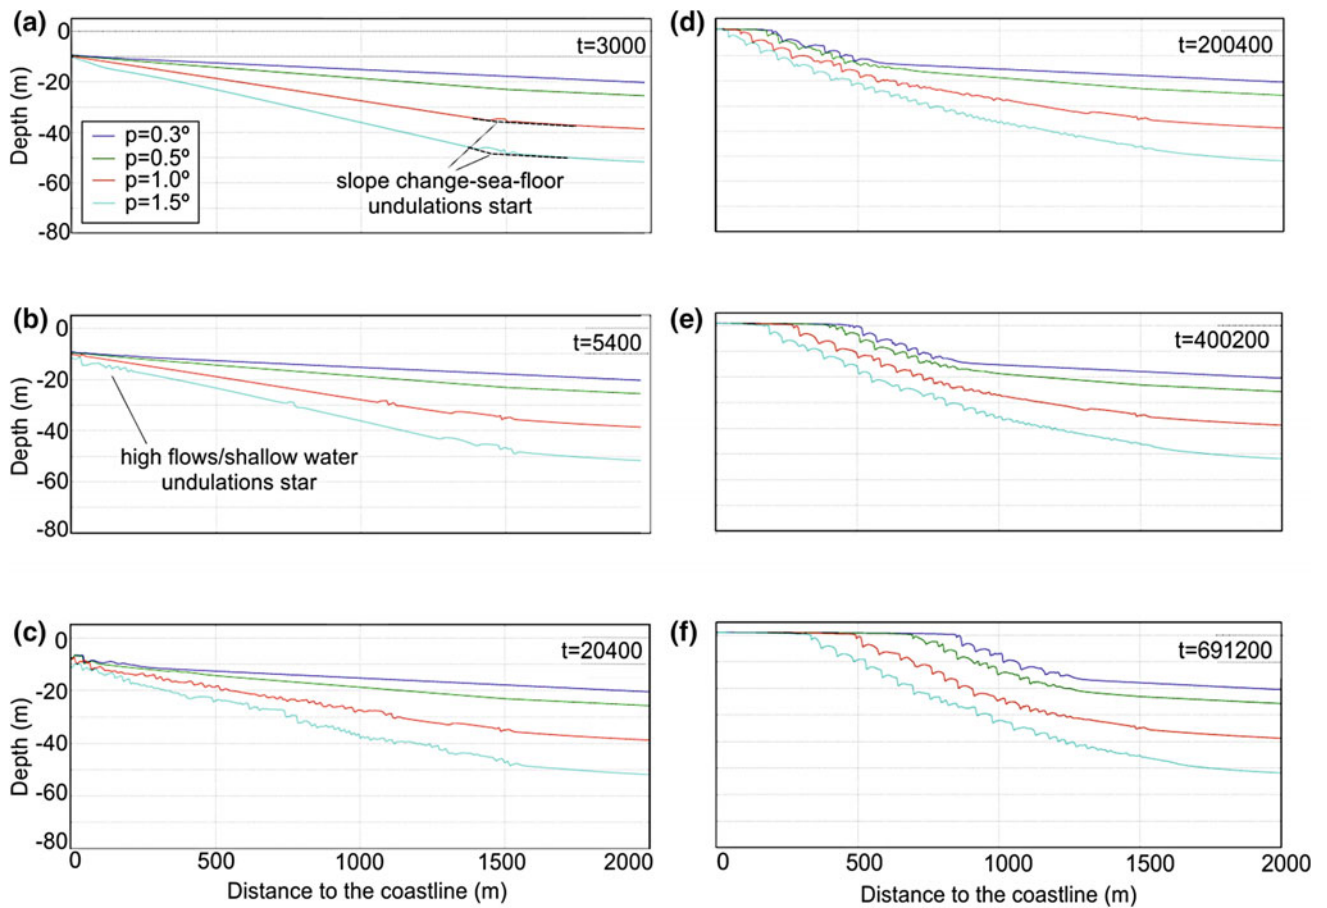 (a)
0
-20
-40
-60
-80
Depth (m)
t=3000
p=0.3º
p=0.5º
p=1.0º
p=1.5º
slope change-sea-floor
undulations start
(b)
0
-20
-40
-60
-80
Depth (m)
t=5400
high flows/shallow water
undulations star
(c)
0
-20
-40
-60
-80
Depth (m)
t=20400
0 500 1000 1500 2000
Distance to the coastline (m)
(d)
t=200400
(e)
t=400200
(f)
t=691200
0 500 1000 1500 2000
Distance to the coastline (m)